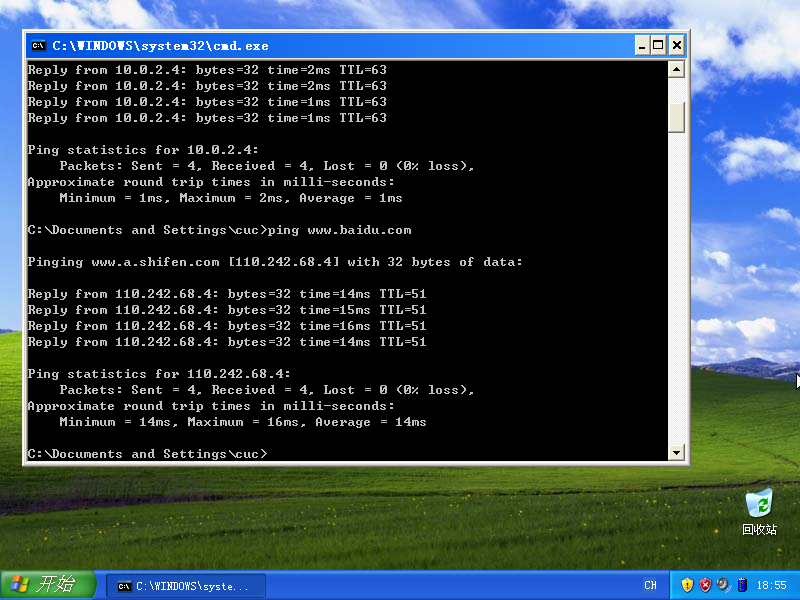 C:\WINDOWS\system32\cmd.exe
Reply from 10.0.2.4: bytes=32 time=2ms TTL=63
Reply from 10.0.2.4: bytes=32 time=2ms TTL=63
Reply from 10.0.2.4: bytes=32 time=1ms TTL=63
Reply from 10.0.2.4: bytes=32 time=1ms TTL=63
Ping statistics for 10.0.2.4:
Packets: Sent = 4, Received = 4, Lost = 0 (0% loss),
Approximate round trip times in milli-seconds:
Minimum = 1ms, Maximum = 2ms, Average = 1ms
C:\Documents and Settings\cuc>ping www.baidu.com
Pinging www.a.shifen.com [110.242.68.4] with 32 bytes of data:
Reply from 110.242.68.4: bytes=32 time=14ms TTL=51
Reply from 110.242.68.4: bytes=32 time=15ms TTL=51
Reply from 110.242.68.4: bytes=32 time=16ms TTL=51
Reply from 110.242.68.4: bytes=32 time=14ms TTL=51
Ping statistics for 110.242.68.4:
Packets: Sent = 4, Received = 4, Lost = 0 (0% loss),
Approximate round trip times in milli-seconds:
Minimum = 14ms, Maximum = 16ms, Average = 14ms
C:\Documents and Settings\cuc>
回收站
开始
C:\WINDOWS\syste...
CH
18:55